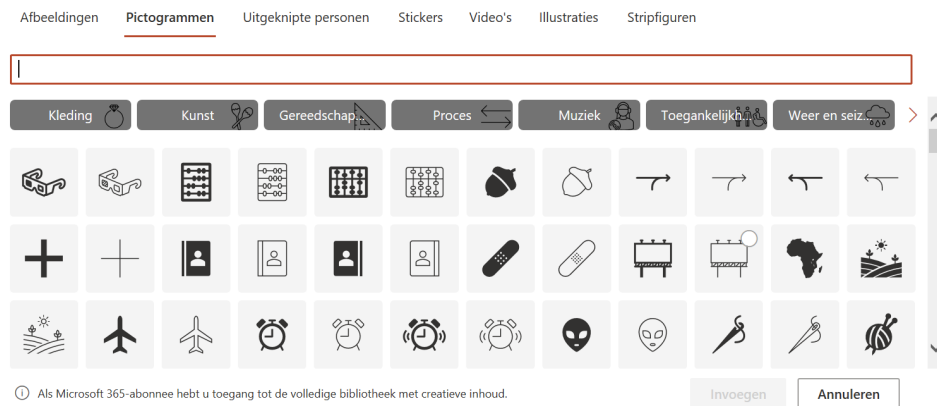 Afbeeldingen Pictogrammen Uitgeknipte personen Stickers Video's Illustraties Stripfiguren
Kleding Kunst Gereedschap... Proces Muziek Toegankelijkh... Weer en seiz...
Als Microsoft 365-abonnee hebt u toegang tot de volledige bibliotheek met creatieve inhoud.
Invoegen Annuleren